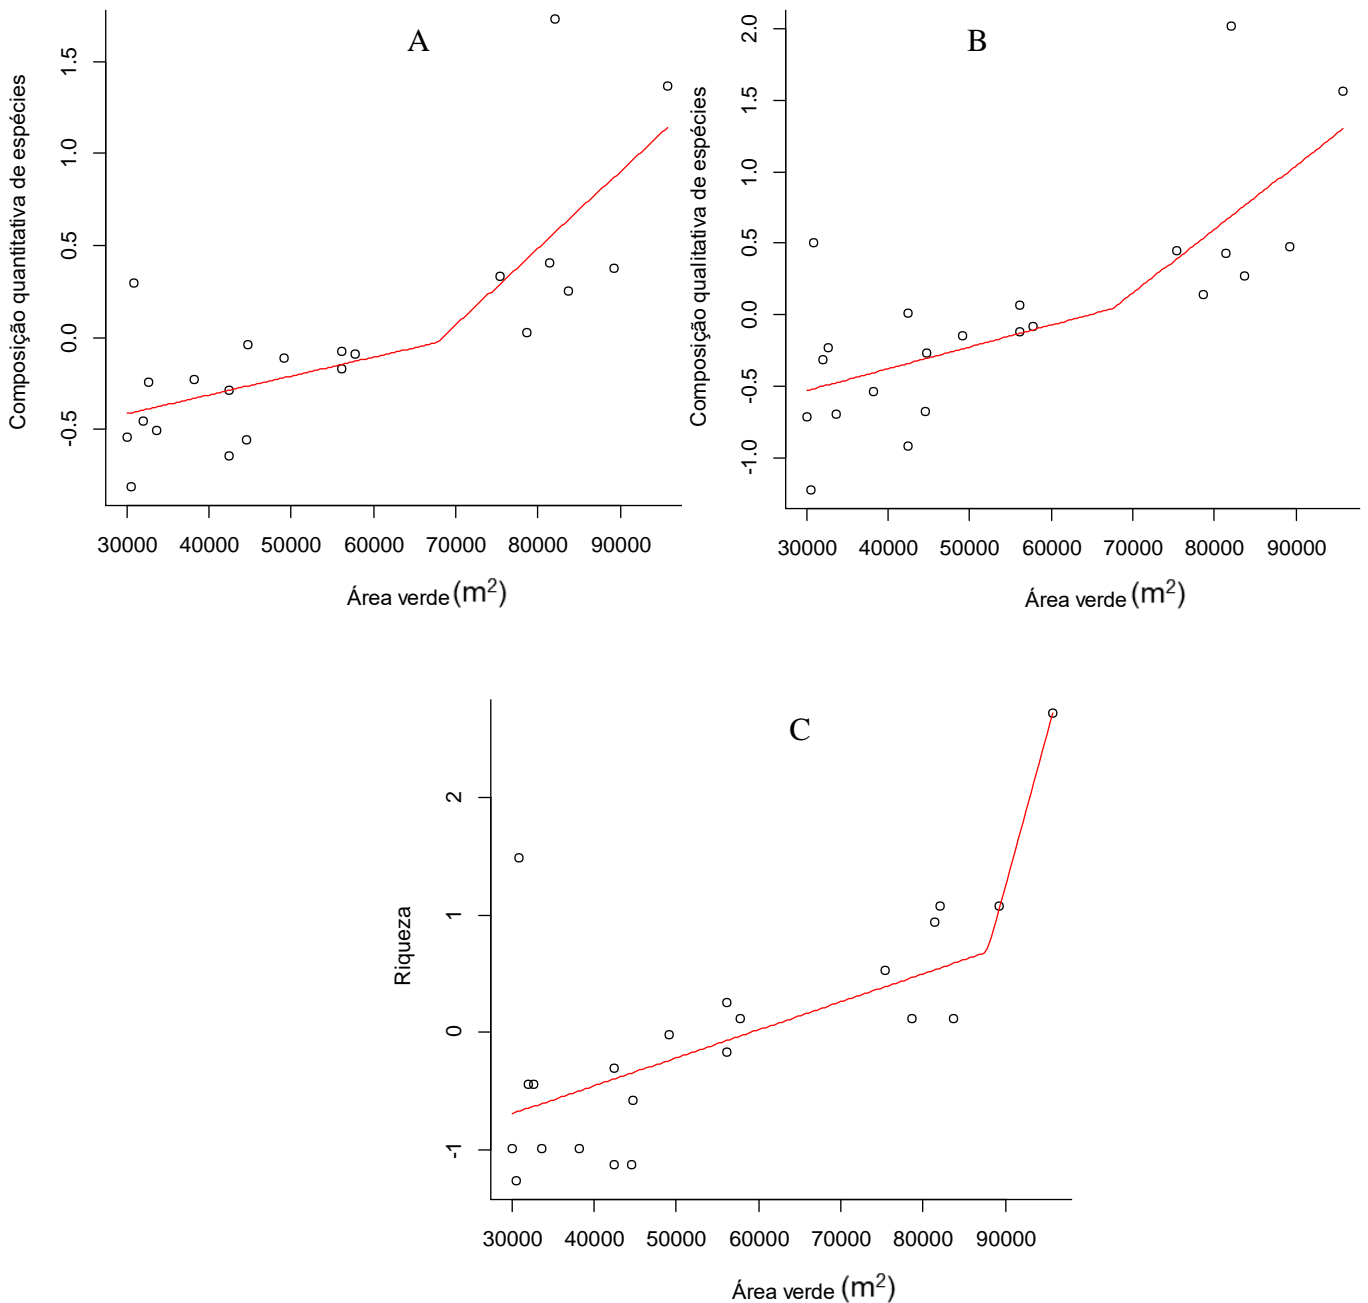 A
Composição quantitativa de espécies
1.5
1.0
0.5
0.0
-0.5
30000 40000 50000 60000 70000 80000 90000
Área verde (m²)
B
Composição qualitativa de espécies
2.0
1.5
1.0
0.5
0.0
-0.5
-1.0
30000 40000 50000 60000 70000 80000 90000
Área verde (m²)
C
Riqueza
2
1
0
-1
30000 40000 50000 60000 70000 80000 90000
Área verde (m²)